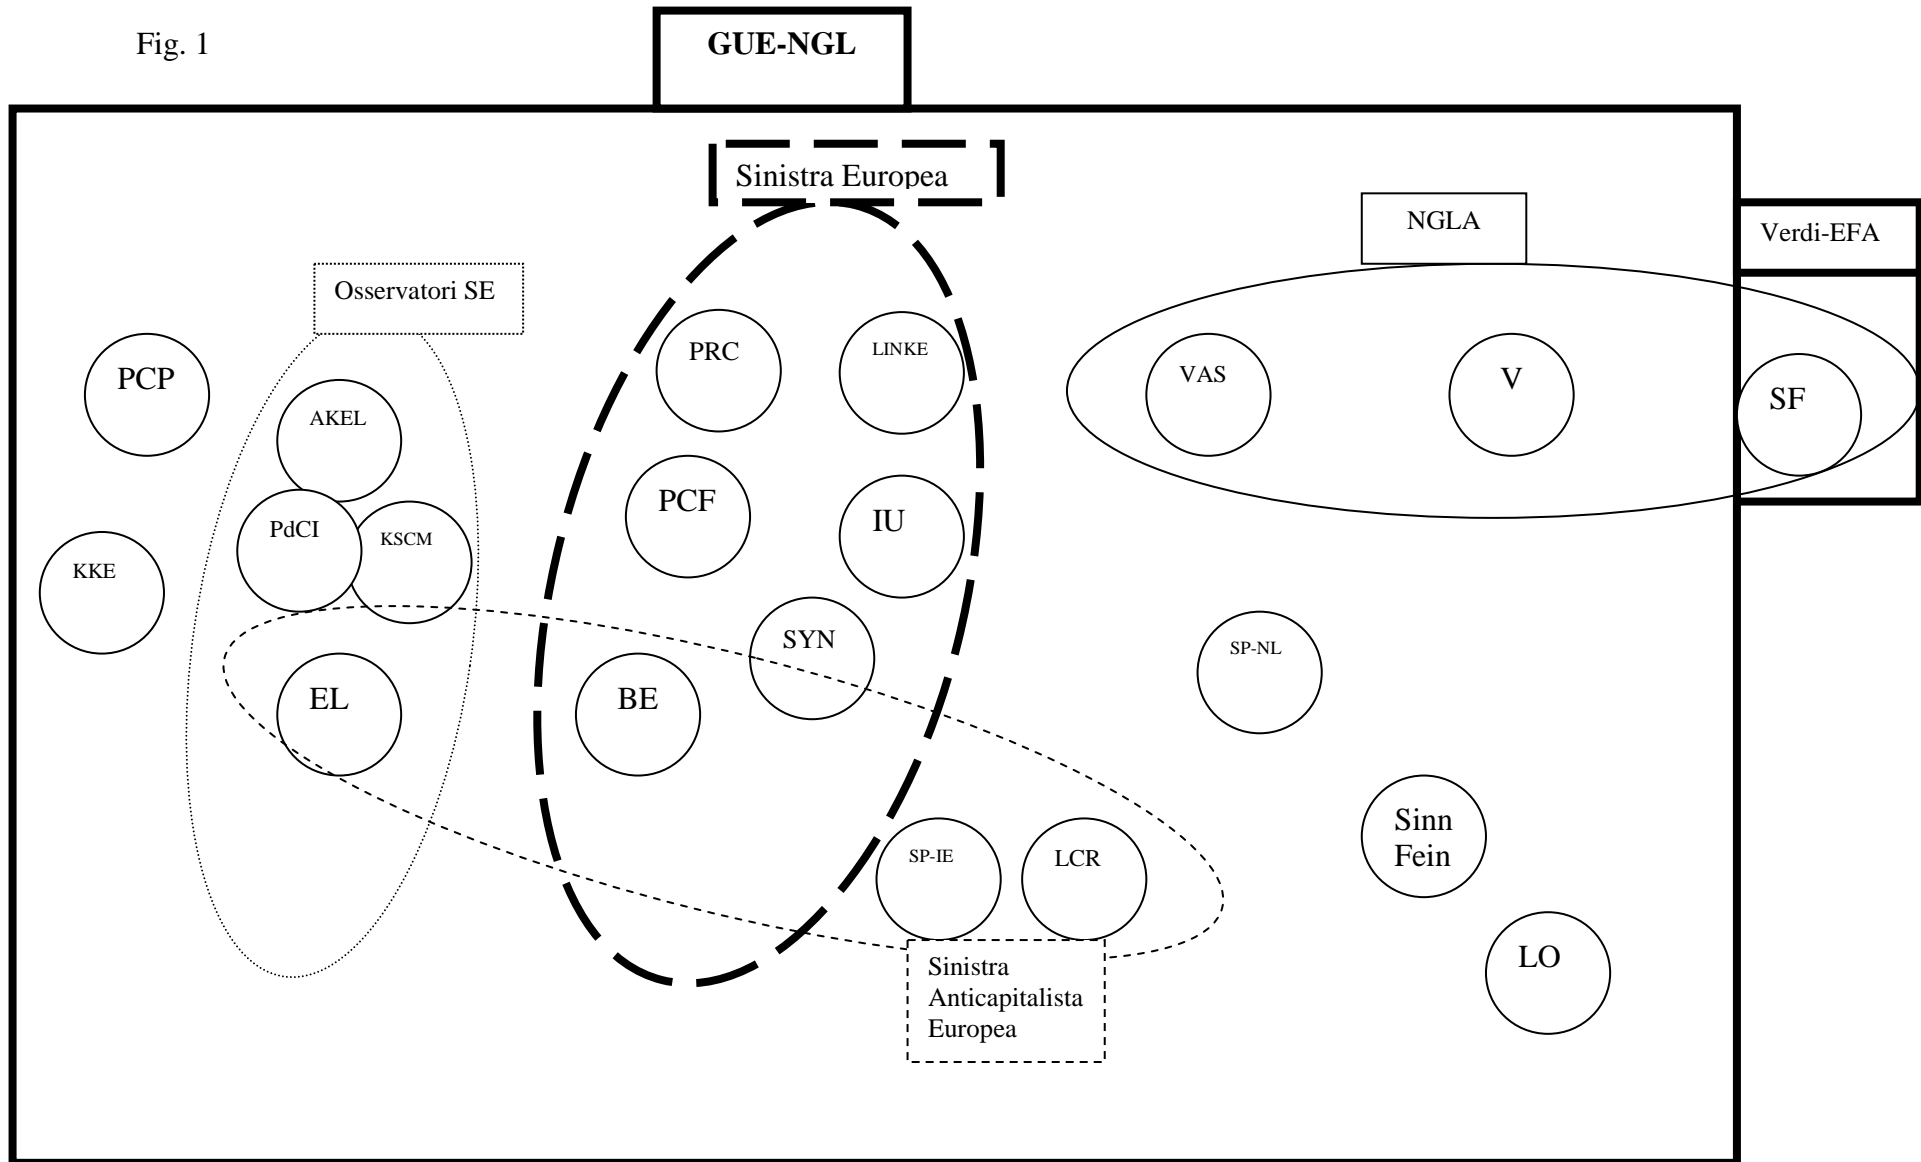 Fig. 1
GUE-NGL
Sinistra Europea
NGLA
Verdi-EFA
Osservatori SE
PCP
AKEL
PRC
LINKE
VAS
V
SF
PdCI
KSCM
PCF
IU
KKE
EL
BE
SYN
SP-NL
SP-IE
LCR
Sinn
Fein
LO
Sinistra
Anticapitalista
Europea